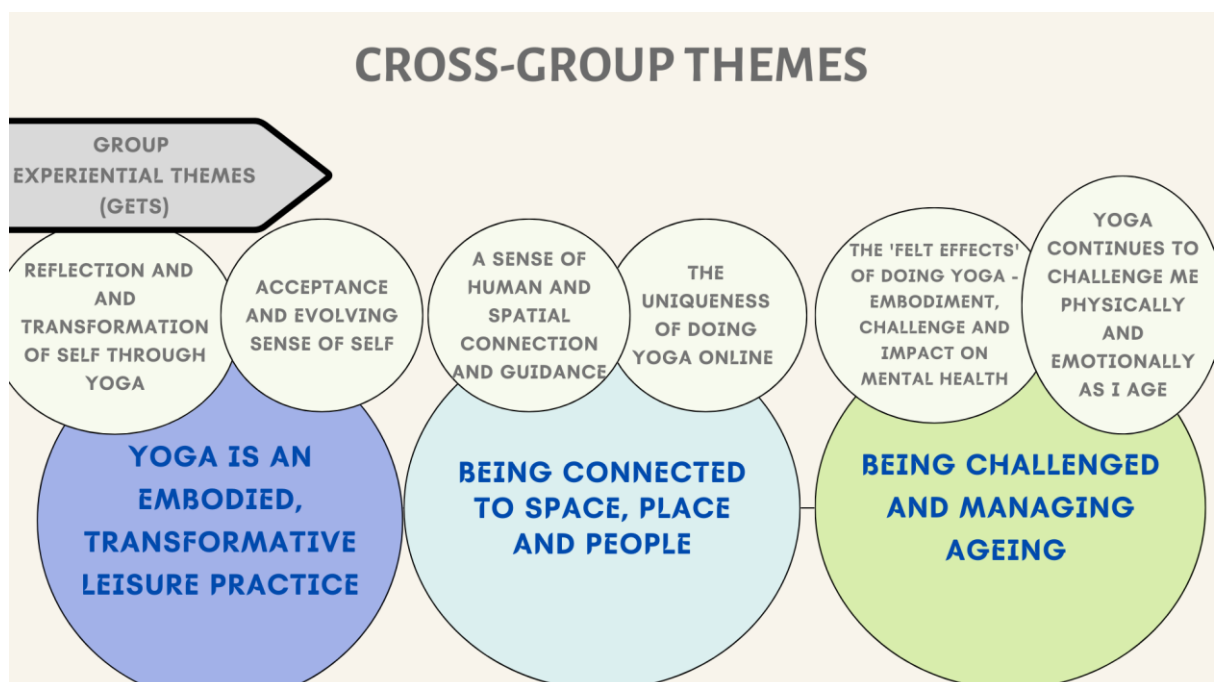 CROSS-GROUP THEMES
GROUP
EXPERIENTIAL THEMES
(GETS)
REFLECTION AND
AND
TRANSFORMATION
OF SELF THROUGH
YOGA
ACCEPTANCE
AND EVOLVING
SENSE OF SELF
A SENSE OF
HUMAN AND
SPATIAL
CONNECTION
AND GUIDANCE
THE
UNIQUENESS
OF DOING
YOGA ONLINE
THE 'FELT EFFECTS'
OF DOING YOGA -
EMBODIMENT,
CHALLENGE AND
IMPACT ON
MENTAL HEALTH
YOGA
CONTINUES TO
CHALLENGE ME
PHYSICALLY
AND
EMOTIONALLY
AS I AGE
YOGA IS AN
EMBODIED,
TRANSFORMATIVE
LEISURE PRACTICE
BEING CONNECTED
TO SPACE, PLACE
AND PEOPLE
BEING CHALLENGED
AND MANAGING
AGEING